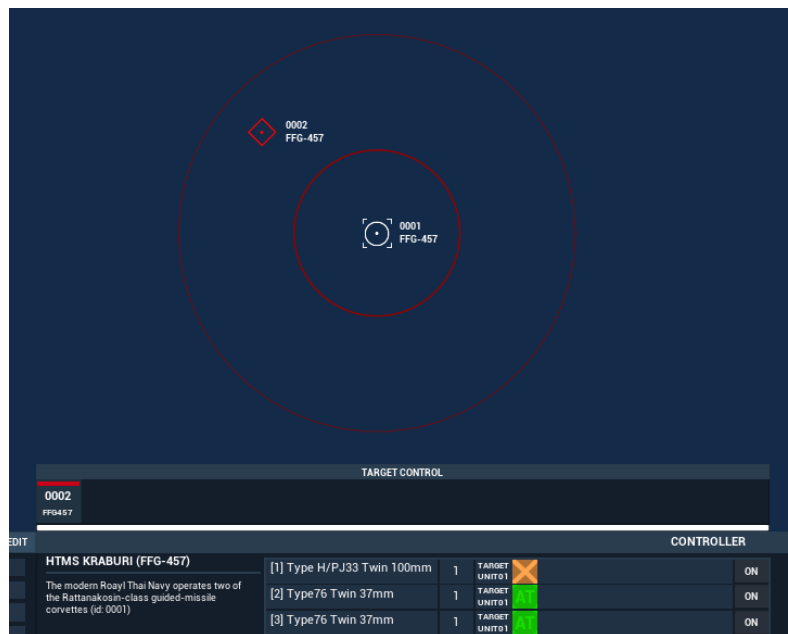 0002
FFG-457
0001
FFG-457
TARGET CONTROL
0002
FFG457
EDIT
CONTROLLER
HTMS KRABURI (FFG-457)
The modern Roayl Thai Navy operates two of
the Rattanakosin-class guided-missile
corvettes (id: 0001)
[1] Type H/PJ33 Twin 100mm 1 TARGET UNIT01 ON
[2] Type76 Twin 37mm 1 TARGET UNIT01 AT ON
[3] Type76 Twin 37mm 1 TARGET UNIT01 AT ON